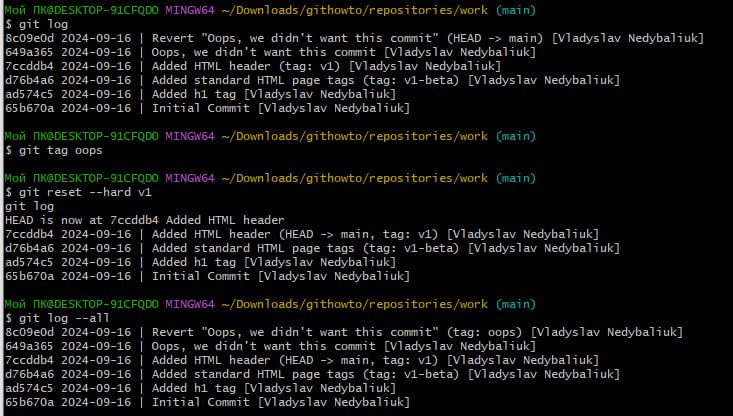 Мой ПК@DESKTOP-91CFQDO MINGW64 ~/Downloads/githowto/repositories/work (main)
$ git log
8c09e0d 2024-09-16 | Revert "Oops, we didn't want this commit" (HEAD -> main) [Vladyslav Nedybaliuk]
649a365 2024-09-16 | Oops, we didn't want this commit [Vladyslav Nedybaliuk]
7ccddb4 2024-09-16 | Added HTML header (tag: v1) [Vladyslav Nedybaliuk]
d76b4a6 2024-09-16 | Added standard HTML page tags (tag: v1-beta) [Vladyslav Nedybaliuk]
ad574c5 2024-09-16 | Added h1 tag [Vladyslav Nedybaliuk]
65b670a 2024-09-16 | Initial Commit [Vladyslav Nedybaliuk]
Мой ПК@DESKTOP-91CFQDO MINGW64 ~/Downloads/githowto/repositories/work (main)
$ git tag oops
Мой ПК@DESKTOP-91CFQDO MINGW64 ~/Downloads/githowto/repositories/work (main)
$ git reset --hard v1
git log
HEAD is now at 7ccddb4 Added HTML header
7ccddb4 2024-09-16 | Added HTML header (HEAD -> main, tag: v1) [Vladyslav Nedybaliuk]
d76b4a6 2024-09-16 | Added standard HTML page tags (tag: v1-beta) [Vladyslav Nedybaliuk]
ad574c5 2024-09-16 | Added h1 tag [Vladyslav Nedybaliuk]
65b670a 2024-09-16 | Initial Commit [Vladyslav Nedybaliuk]
Мой ПК@DESKTOP-91CFQDO MINGW64 ~/Downloads/githowto/repositories/work (main)
$ git log --all
8c09e0d 2024-09-16 | Revert "Oops, we didn't want this commit" (tag: oops) [Vladyslav Nedybaliuk]
649a365 2024-09-16 | Oops, we didn't want this commit [Vladyslav Nedybaliuk]
7ccddb4 2024-09-16 | Added HTML header (HEAD -> main, tag: v1) [Vladyslav Nedybaliuk]
d76b4a6 2024-09-16 | Added standard HTML page tags (tag: v1-beta) [Vladyslav Nedybaliuk]
ad574c5 2024-09-16 | Added h1 tag [Vladyslav Nedybaliuk]
65b670a 2024-09-16 | Initial Commit [Vladyslav Nedybaliuk]